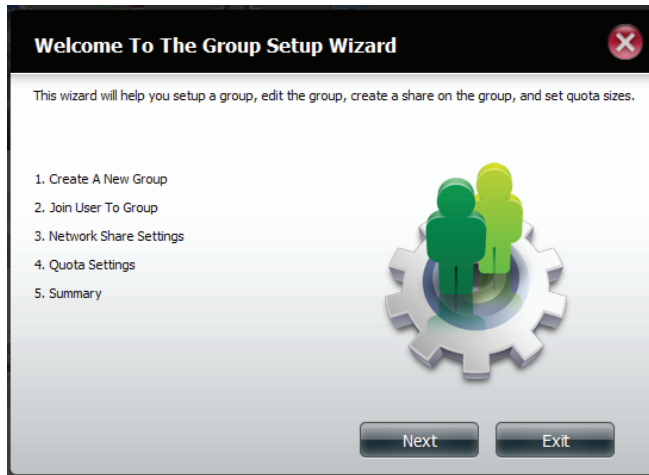 Welcome To The Group Setup Wizard
This wizard will help you setup a group, edit the group, create a share on the group, and set quota sizes.
1. Create A New Group
2. Join User To Group
3. Network Share Settings
4. Quota Settings
5. Summary
Next
Exit